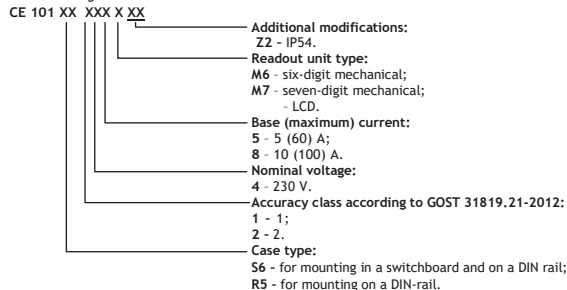 CE 101 XX XXX X XX
Additional modifications:
Z2 - IP54.
Readout unit type:
M6 - six-digit mechanical;
M7 - seven-digit mechanical;
- LCD.
Base (maximum) current:
5 - 5 (60) A;
8 - 10 (100) A.
Nominal voltage:
4 - 230 V.
Accuracy class according to GOST 31819.21-2012:
1 - 1;
2 - 2.
Case type:
S6 - for mounting in a switchboard and on a DIN rail;
R5 - for mounting on a DIN-rail.